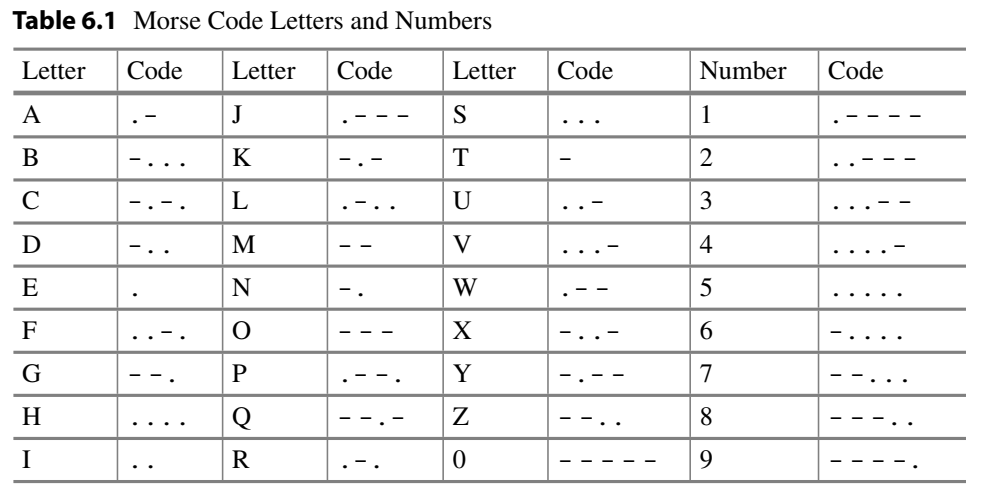 Table 6.1 Morse Code Letters and Numbers
Letter Code Letter Code Letter Code Number Code
A .– J .– – – S ... 1 .– – – –
B –... K –.– T – 2 ..– – –
C –.–. L .–.. U ..– 3 ...– –
D –.. M – – V ...– 4 ....–
E . N –. W .– – 5 .....
F ..–. O – – – X –..– 6 –....
G – –. P .– –. Y –.– – 7 – –...
H .... Q – –.– Z – –.. 8 – – –..
I .. R .–. 0 – – – – – 9 – – – –.